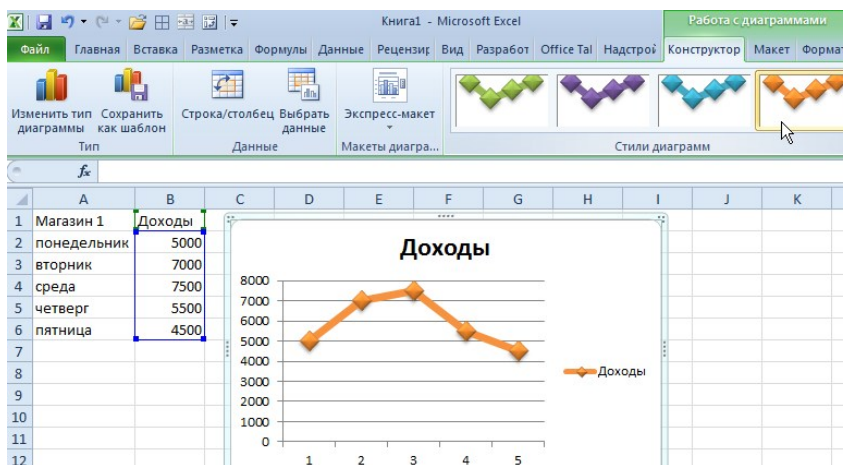 Книга1 - Microsoft Excel
Работа с диаграммами
Файл Главная Вставка Разметка Формулы Данные Рецензир Вид Разработ Office Tal Надстрой Конструктор Макет Формат
Изменить тип диаграммы
Сохранить как шаблон
Строка/столбец
Выбрать данные
Экспресс-макет
Тип Данные Макеты диагра... Стили диаграмм
fx
A B C D E F G H I J K
1 Магазин 1 Доходы
2 понедельник 5000
3 вторник 7000
4 среда 7500
5 четверг 5500
6 пятница 4500
7
8
9
10
11
12
Доходы
8000
7000
6000
5000
4000
3000
2000
1000
0
1 2 3 4 5
Доходы